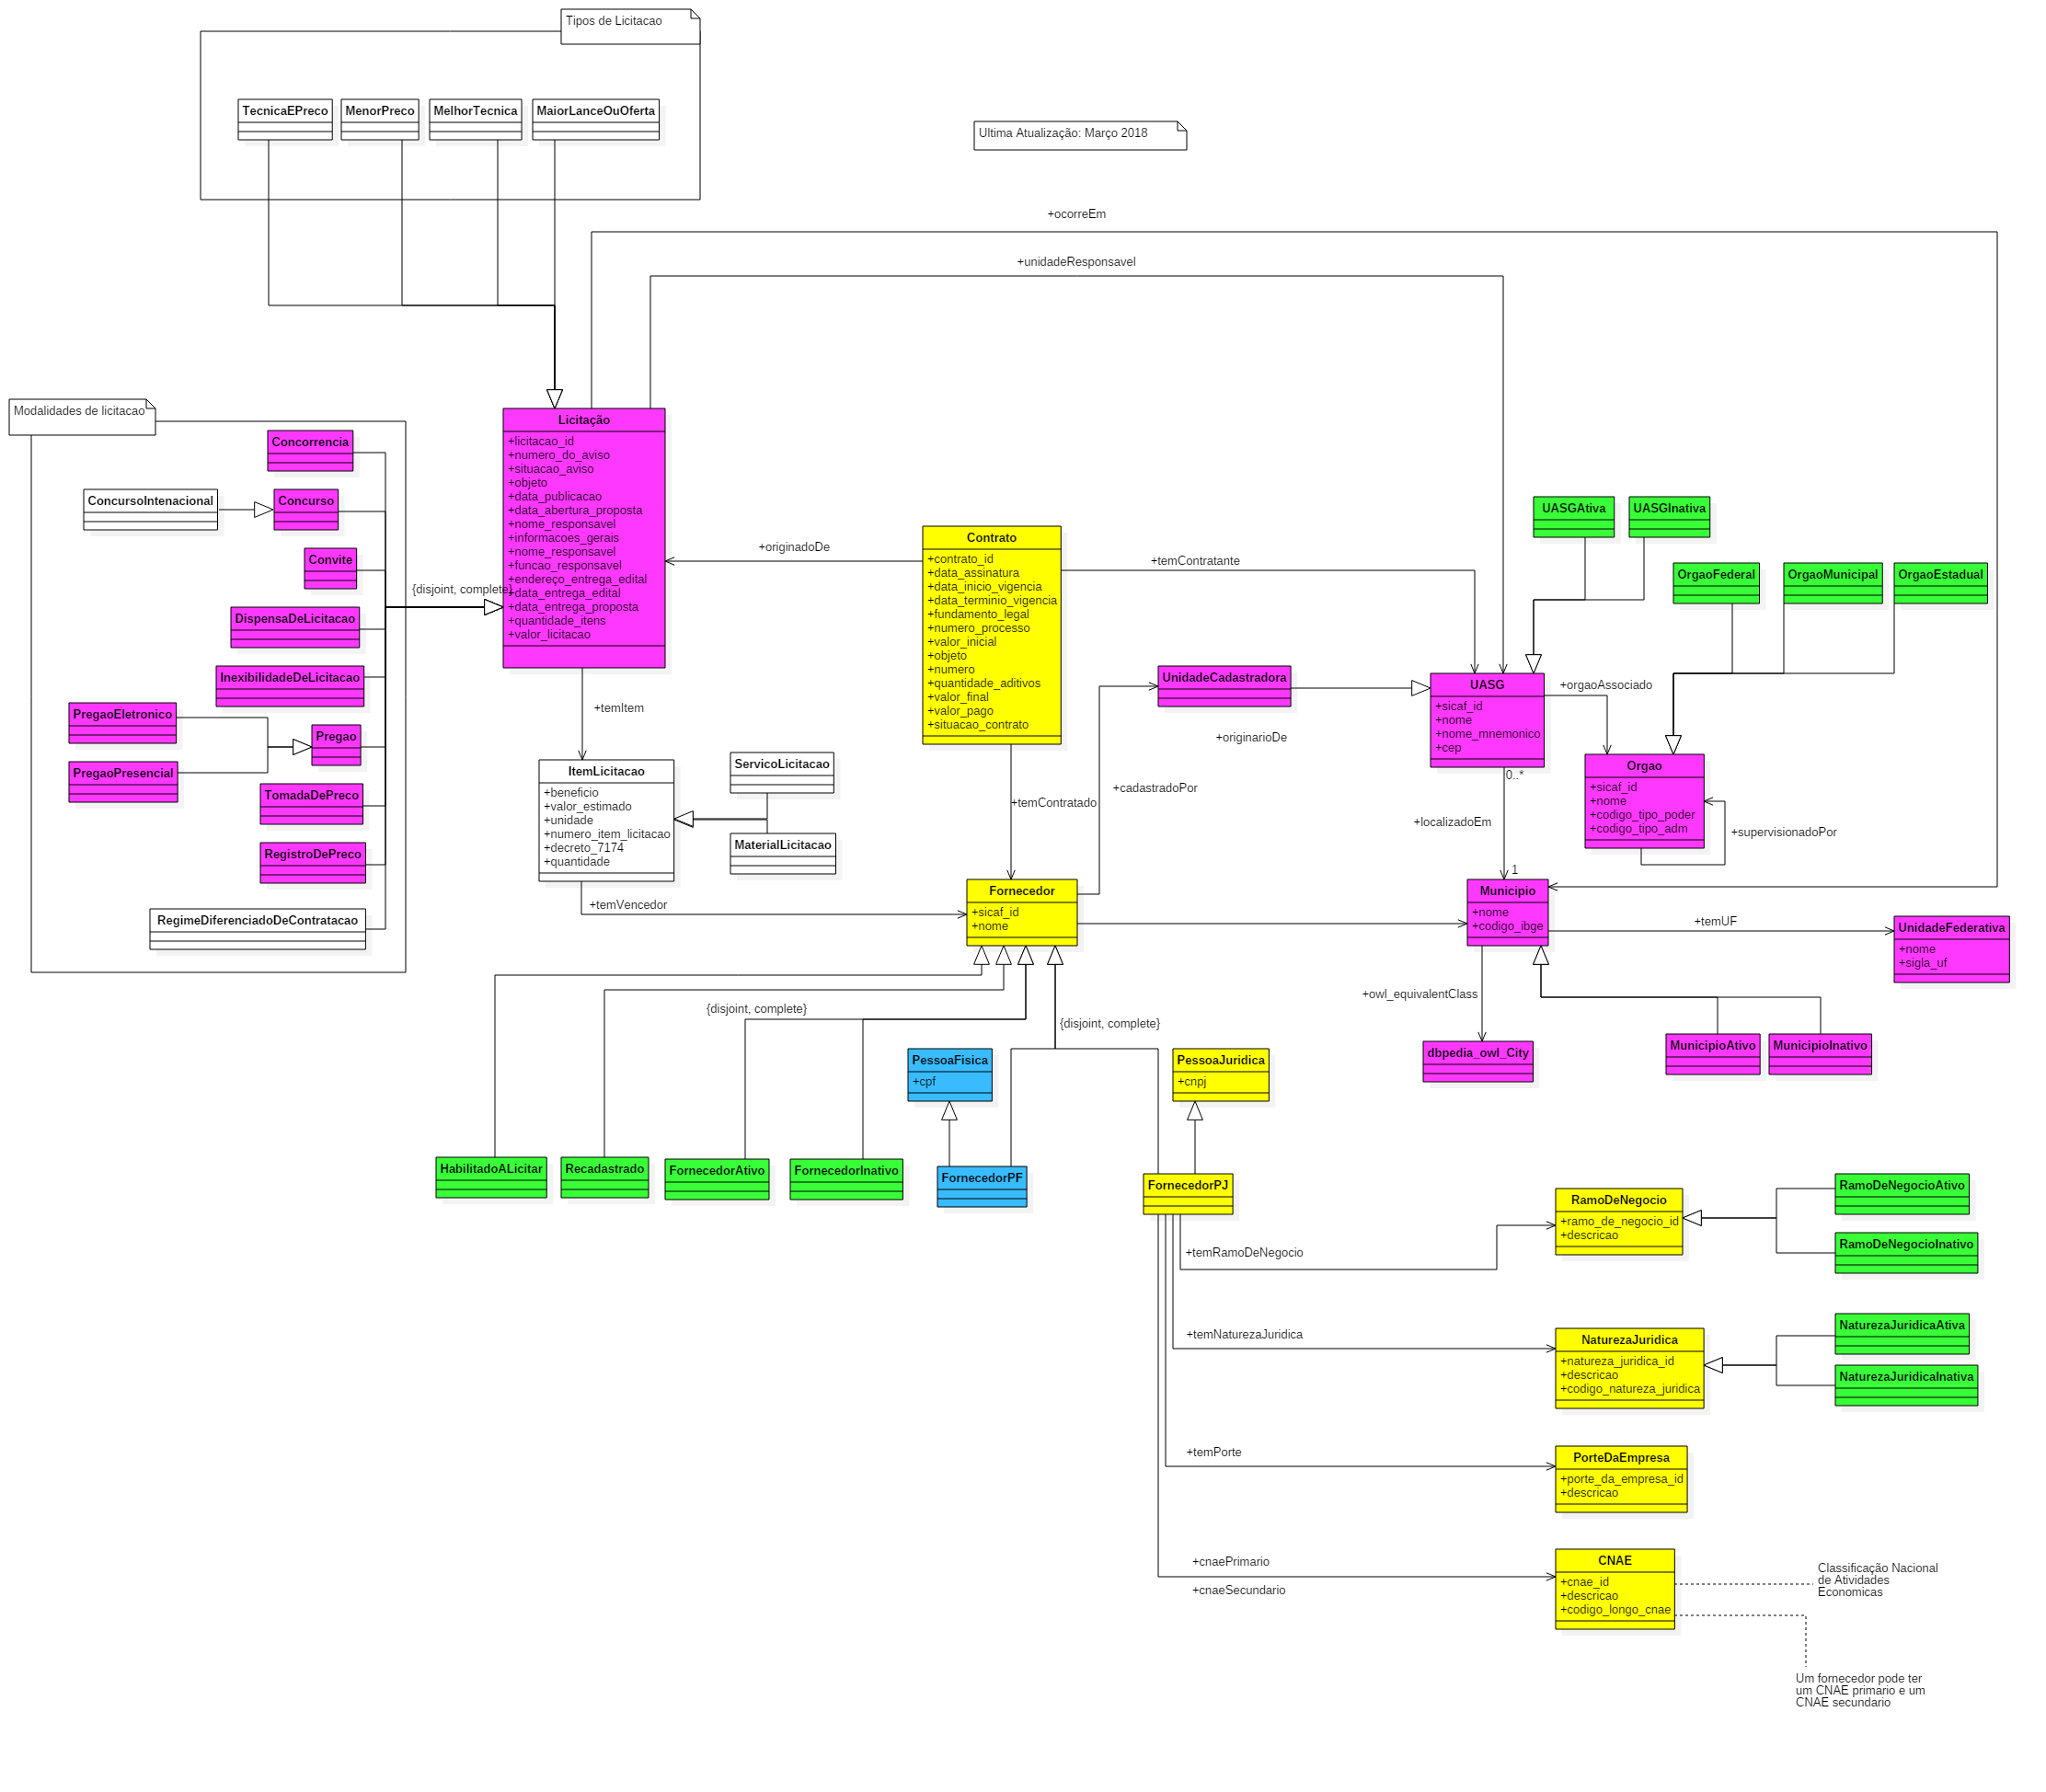 Tipos de Licitacao
TecnicaEPreco
MenorPreco
MelhorTecnica
MaiorLanceOuOferta
Ultima Atualização: Março 2018
+ocorreEm
+unidadeResponsavel
Modalidades de licitacao
Concorrencia
ConcursoIntenacional
Concurso
Convite
{disjoint, complete}
DispensaDeLicitacao
InexibilidadeDeLicitacao
PregaoEletronico
Pregao
PregaoPresencial
TomadaDePreco
RegistroDePreco
RegimeDiferenciadoDeContratacao
Licitação
+licitacao_id
+numero_do_aviso
+situacao_aviso
+objeto
+data_publicacao
+data_abertura_proposta
+nome_responsavel
+informacoes_gerais
+nome_responsavel
+funcao_responsavel
+endereço_entrega_edital
+data_entrega_edital
+data_entrega_proposta
+quantidade_itens
+valor_licitacao
+originadoDe
Contrato
+contrato_id
+data_assinatura
+data_inicio_vigencia
+data_terminio_vigencia
+fundamento_legal
+numero_processo
+valor_inicial
+objeto
+numero
+quantidade_aditivos
+valor_final
+valor_pago
+situacao_contrato
+temContratante
UASGAtiva
UASGInativa
OrgaoFederal
OrgaoMunicipal
OrgaoEstadual
UnidadeCadastradora
UASG
+sicaf_id
+nome
+nome_mnemonico
+cep
+orgaoAssociado
+temItem
+originarioDe
0..*
Orgao
+sicaf_id
+nome
+codigo_tipo_poder
+codigo_tipo_adm
+supervisionadoPor
ItemLicitacao
+beneficio
+valor_estimado
+unidade
+numero_item_licitacao
+decreto_7174
+quantidade
ServicoLicitacao
MaterialLicitacao
+temContratado
+cadastradoPor
+localizadoEm
1
+temVencedor
Fornecedor
+sicaf_id
+nome
Municipio
+nome
+codigo_ibge
+temUF
UnidadeFederativa
+nome
+sigla_uf
{disjoint, complete}
{disjoint, complete}
+owl_equivalentClass
dbpedia_owl_City
MunicipioAtivo
MunicipioInativo
PessoaFisica
+cpf
PessoaJuridica
+cnpj
HabilitadoALicitar
Recadastrado
FornecedorAtivo
FornecedorInativo
FornecedorPF
FornecedorPJ
+temRamoDeNegocio
RamoDeNegocio
+ramo_de_negocio_id
+descricao
RamoDeNegocioAtivo
RamoDeNegocioInativo
+temNaturezaJuridica
NaturezaJuridica
+natureza_juridica_id
+descricao
+codigo_natureza_juridica
NaturezaJuridicaAtiva
NaturezaJuridicaInativa
+temPorte
PorteDaEmpresa
+porte_da_empresa_id
+descricao
+cnaePrimario
+cnaeSecundario
CNAE
+cnae_id
+descricao
+codigo_longo_cnae
Classificação Nacional
de Atividades
Economicas
Um fornecedor pode ter
um CNAE primario e um
CNAE secundario